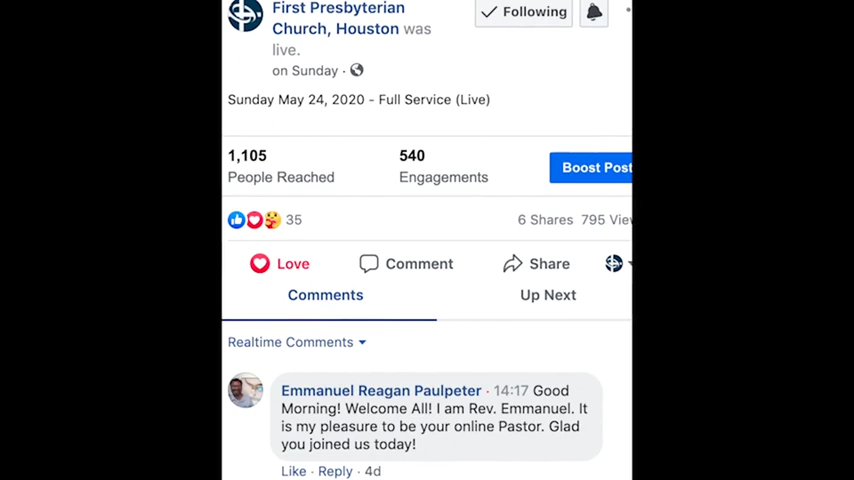 First Presbyterian
Church, Houston was
live.
on Sunday ·
Following
Sunday May 24, 2020 - Full Service (Live)
1,105
People Reached
540
Engagements
Boost Post
35
6 Shares 795
Love
Comment
Share
Comments
Up Next
Realtime Comments
Emmanuel Reagan Paulpeter · 14:17 Good
Morning! Welcome All! I am Rev. Emmanuel. It
is my pleasure to be your online Pastor. Glad
you joined us today!
Like · Reply · 4d